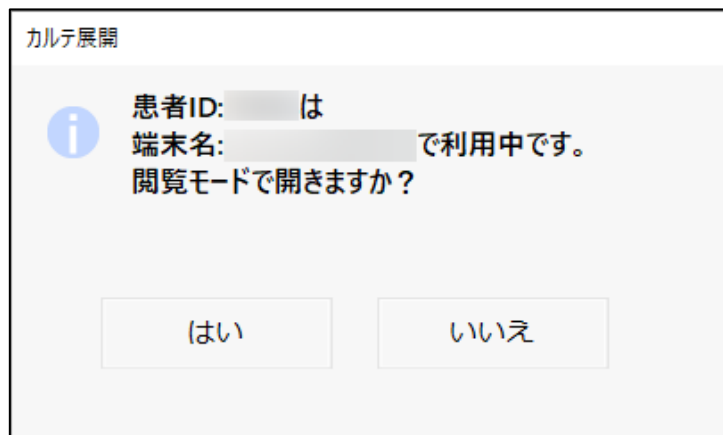 カルテ展開
患者ID: は
端末名: で利用中です。
閲覧モードで開きますか？
はい
いいえ